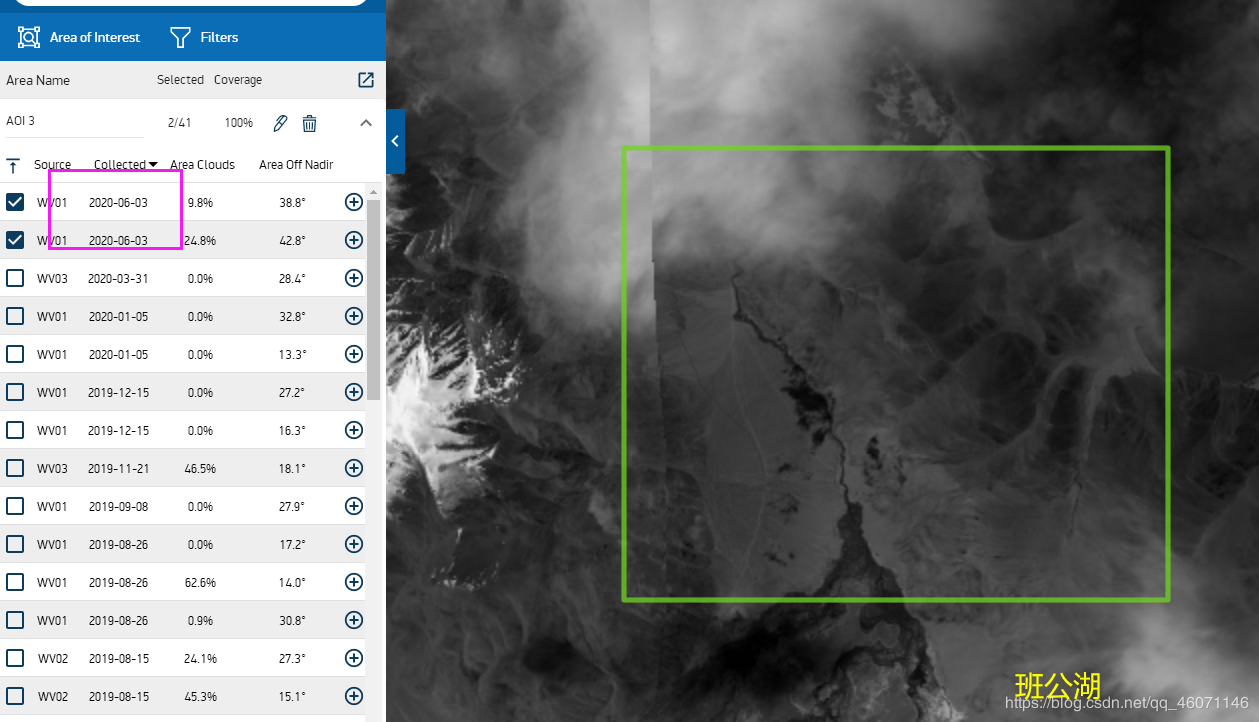 Area of Interest Filters
Area Name Selected Coverage
AOI 3 2/41 100%
Source Collected Area Clouds Area Off Nadir
WV01 2020-06-03 9.8% 38.8°
WV01 2020-06-03 24.8% 42.8°
WV03 2020-03-31 0.0% 28.4°
WV01 2020-01-05 0.0% 32.8°
WV01 2020-01-05 0.0% 13.3°
WV01 2019-12-15 0.0% 27.2°
WV01 2019-12-15 0.0% 16.3°
WV03 2019-11-21 46.5% 18.1°
WV01 2019-09-08 0.0% 27.9°
WV01 2019-08-26 0.0% 17.2°
WV01 2019-08-26 62.6% 14.0°
WV01 2019-08-26 0.9% 30.8°
WV02 2019-08-15 24.1% 27.3°
WV02 2019-08-15 45.3% 15.1°
班公湖
https://blog.csdn.net/qq_46071146